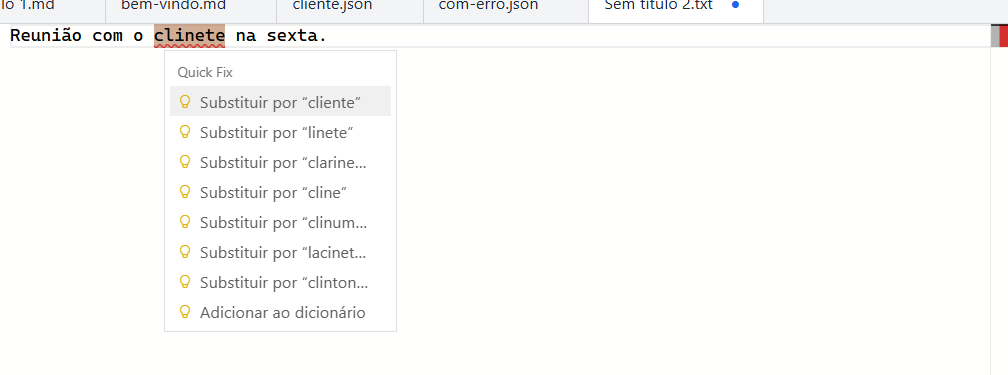 lo 1.md bem-vindo.md cliente.json com-erro.json Sem título 2.txt
Reunião com o clinete na sexta.
Quick Fix
Substituir por “cliente”
Substituir por “linete”
Substituir por “clarine...
Substituir por “cline”
Substituir por “clinum...
Substituir por “lacinet...
Substituir por “clinton...
Adicionar ao dicionário